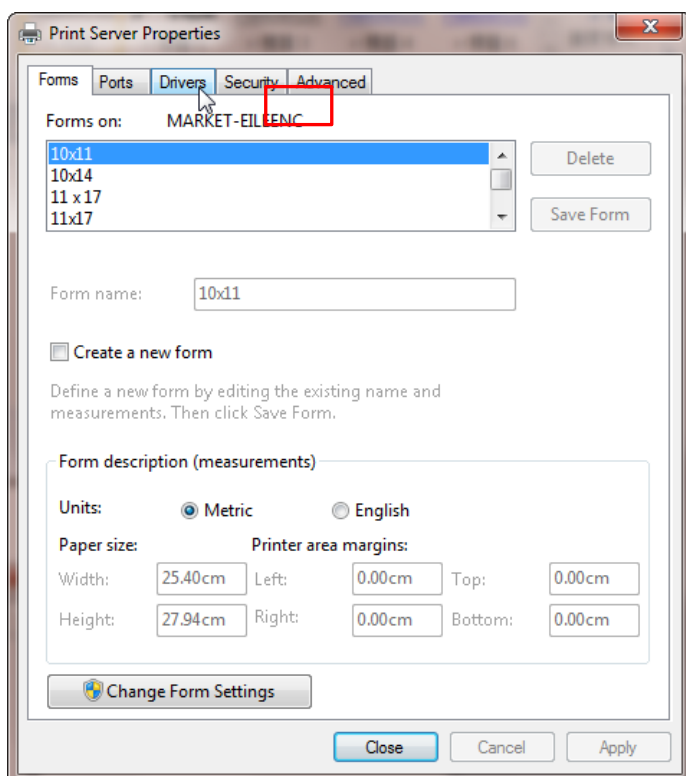 Print Server Properties
Forms Ports Drivers Security Advanced
Forms on: MARKET-EILEENC
10x11
10x14
11 x 17
11x17
Delete
Save Form
Form name: 10x11
Create a new form
Define a new form by editing the existing name and
measurements. Then click Save Form.
Form description (measurements)
Units: Metric English
Paper size: Printer area margins:
Width: 25.40cm Left: 0.00cm Top: 0.00cm
Height: 27.94cm Right: 0.00cm Bottom: 0.00cm
Change Form Settings
Close Cancel Apply